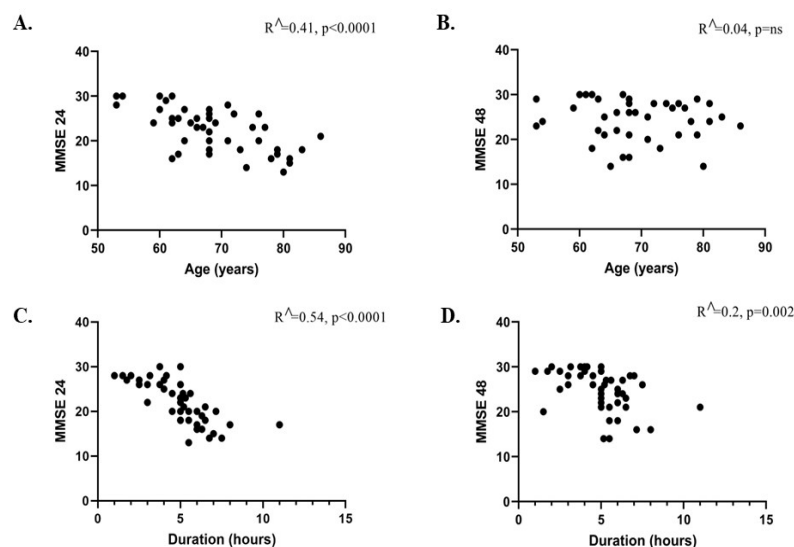 A.
R^=0.41, p<0.0001
40
30
20
10
0
MMSE 24
50 60 70 80 90
Age (years)
B.
R^=0.04, p=ns
40
30
20
10
0
MMSE 48
50 60 70 80 90
Age (years)
C.
R^=0.54, p<0.0001
40
30
20
10
0
MMSE 24
0 5 10 15
Duration (hours)
D.
R^=0.2, p=0.002
40
30
20
10
0
MMSE 48
0 5 10 15
Duration (hours)